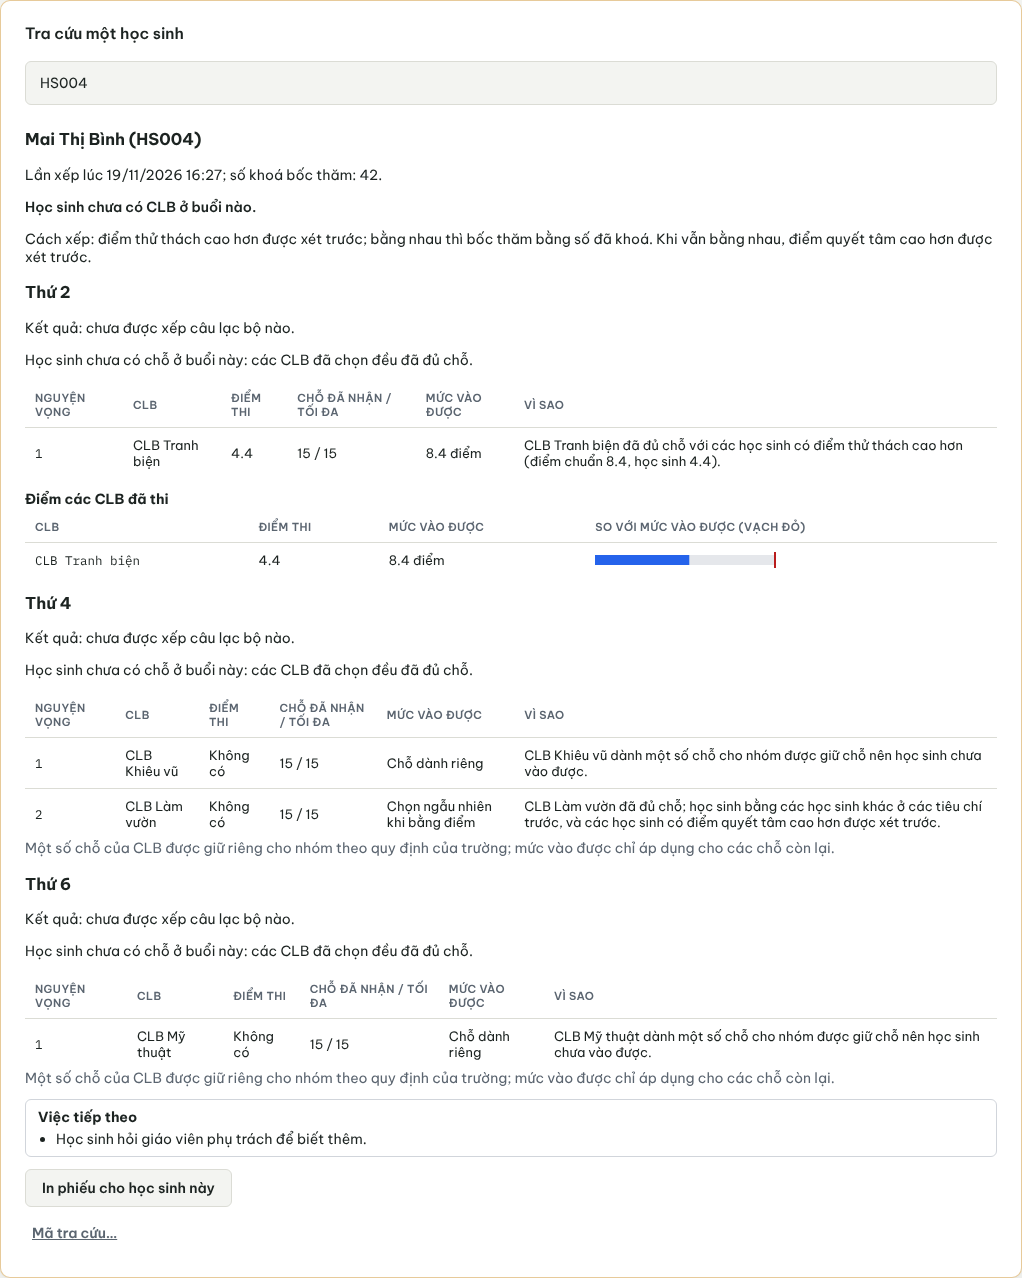 Tra cứu một học sinh
HS004
Mai Thị Bình (HS004)
Lần xếp lúc 19/11/2026 16:27; số khoá bốc thăm: 42.
Học sinh chưa có CLB ở buổi nào.
Cách xếp: điểm thử thách cao hơn được xét trước; bằng nhau thì bốc thăm bằng số đã khoá. Khi vẫn bằng nhau, điểm quyết tâm cao hơn được
xét trước.
Thứ 2
Kết quả: chưa được xếp câu lạc bộ nào.
Học sinh chưa có chỗ ở buổi này: các CLB đã chọn đều đã đủ chỗ.
NGUYỆN VỌNG CLB ĐIỂM THI CHỖ ĐÃ NHẬN / TỐI ĐA MỨC VÀO ĐƯỢC VÌ SAO
1 CLB Tranh biện 4.4 15 / 15 8.4 điểm CLB Tranh biện đã đủ chỗ với các học sinh có điểm thử thách cao hơn
(điểm chuẩn 8.4, học sinh 4.4).
Điểm các CLB đã thi
CLB ĐIỂM THI MỨC VÀO ĐƯỢC SO VỚI MỨC VÀO ĐƯỢC (VẠCH ĐỎ)
CLB Tranh biện 4.4 8.4 điểm
Thứ 4
Kết quả: chưa được xếp câu lạc bộ nào.
Học sinh chưa có chỗ ở buổi này: các CLB đã chọn đều đã đủ chỗ.
NGUYỆN VỌNG CLB ĐIỂM THI CHỖ ĐÃ NHẬN / TỐI ĐA MỨC VÀO ĐƯỢC VÌ SAO
1 CLB Khiêu vũ Không có 15 / 15 Chỗ dành riêng CLB Khiêu vũ dành một số chỗ cho nhóm được giữ chỗ nên học sinh chưa
vào được.
2 CLB Làm vườn Không có 15 / 15 Chọn ngẫu nhiên khi bằng điểm CLB Làm vườn đã đủ chỗ; học sinh bằng các học sinh khác ở các tiêu chí
trước, và các học sinh có điểm quyết tâm cao hơn được xét trước.
Một số chỗ của CLB được giữ riêng cho nhóm theo quy định của trường; mức vào được chỉ áp dụng cho các chỗ còn lại.
Thứ 6
Kết quả: chưa được xếp câu lạc bộ nào.
Học sinh chưa có chỗ ở buổi này: các CLB đã chọn đều đã đủ chỗ.
NGUYỆN VỌNG CLB ĐIỂM THI CHỖ ĐÃ NHẬN / TỐI ĐA MỨC VÀO ĐƯỢC VÌ SAO
1 CLB Mỹ thuật Không có 15 / 15 Chỗ dành riêng CLB Mỹ thuật dành một số chỗ cho nhóm được giữ chỗ nên học sinh
chưa vào được.
Một số chỗ của CLB được giữ riêng cho nhóm theo quy định của trường; mức vào được chỉ áp dụng cho các chỗ còn lại.
Việc tiếp theo
• Học sinh hỏi giáo viên phụ trách để biết thêm.
In phiếu cho học sinh này
Mã tra cứu...